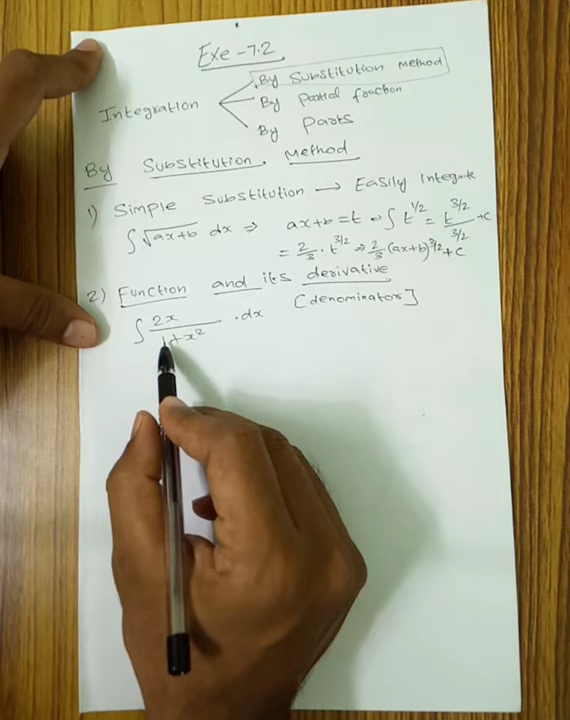 Exe - 7.2
Integration
By Substitution Method
By Partial fraction
By Parts
By Substitution Method
1) Simple Substitution → Easily Integrate
∫√ax+b dx ⇒ ax+b = t ⇒ ∫ t^1/2 = t^3/2 / 3/2 + c
= 2/3 · t^3/2 ⇒ 2/3 (ax+b)^3/2 + c
2) Function and its derivative
[denominator]
∫ 2x / 1+x² · dx